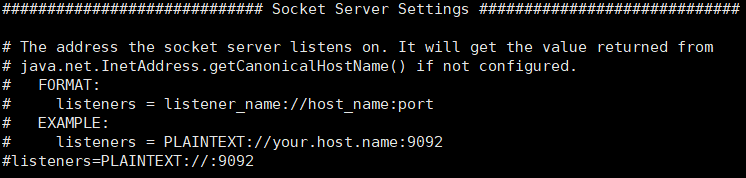 ############################# Socket Server Settings #############################
# The address the socket server listens on. It will get the value returned from
# java.net.InetAddress.getCanonicalHostName() if not configured.
#   FORMAT:
#     listeners = listener_name://host_name:port
#   EXAMPLE:
#     listeners = PLAINTEXT://your.host.name:9092
#listeners=PLAINTEXT://:9092